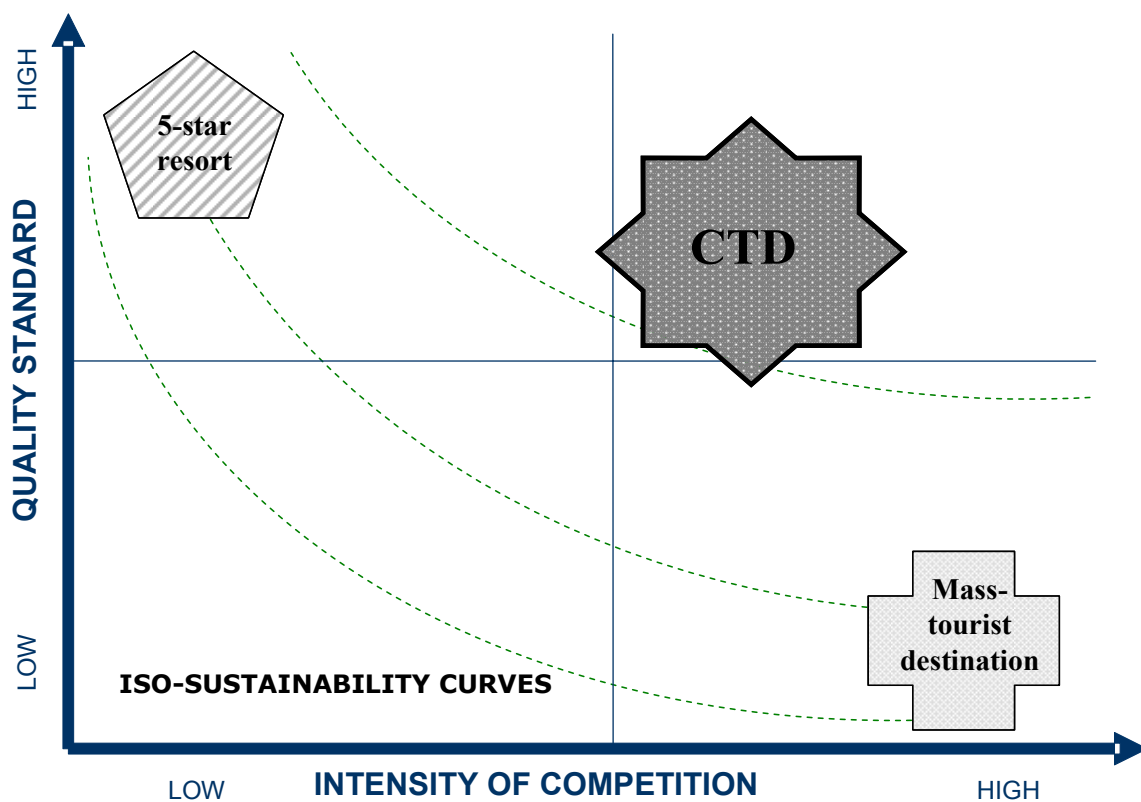 HIGH
5-star
resort
CTD
QUALITY STANDARD
Mass-
tourist
destination
LOW
ISO-SUSTAINABILITY CURVES
LOW
INTENSITY OF COMPETITION
HIGH